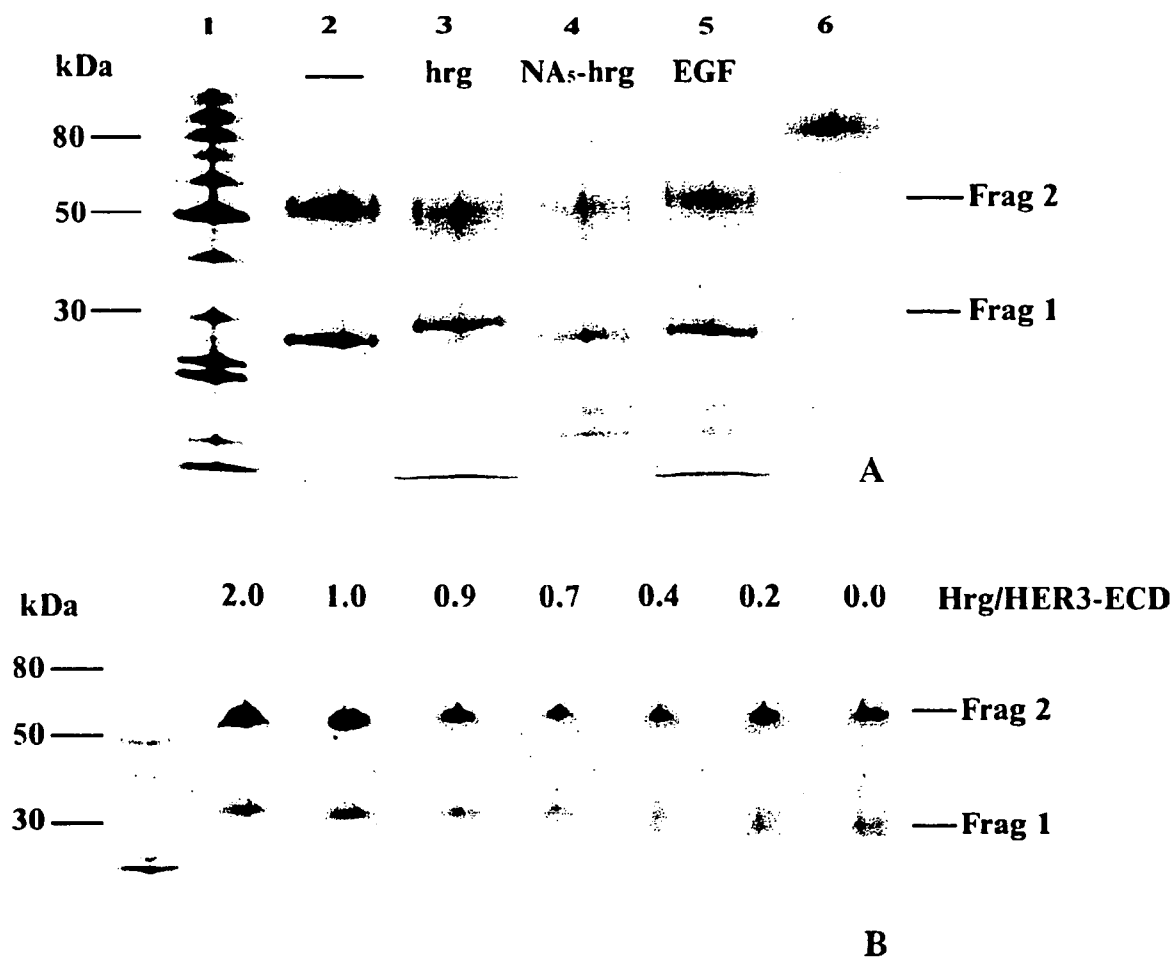 1 2 3 4 5 6
kDa — hrg NA₅-hrg EGF
80
50 Frag 2
30 Frag 1
A
kDa 2.0 1.0 0.9 0.7 0.4 0.2 0.0 Hrg/HER3-ECD
80
50 Frag 2
30 Frag 1
B